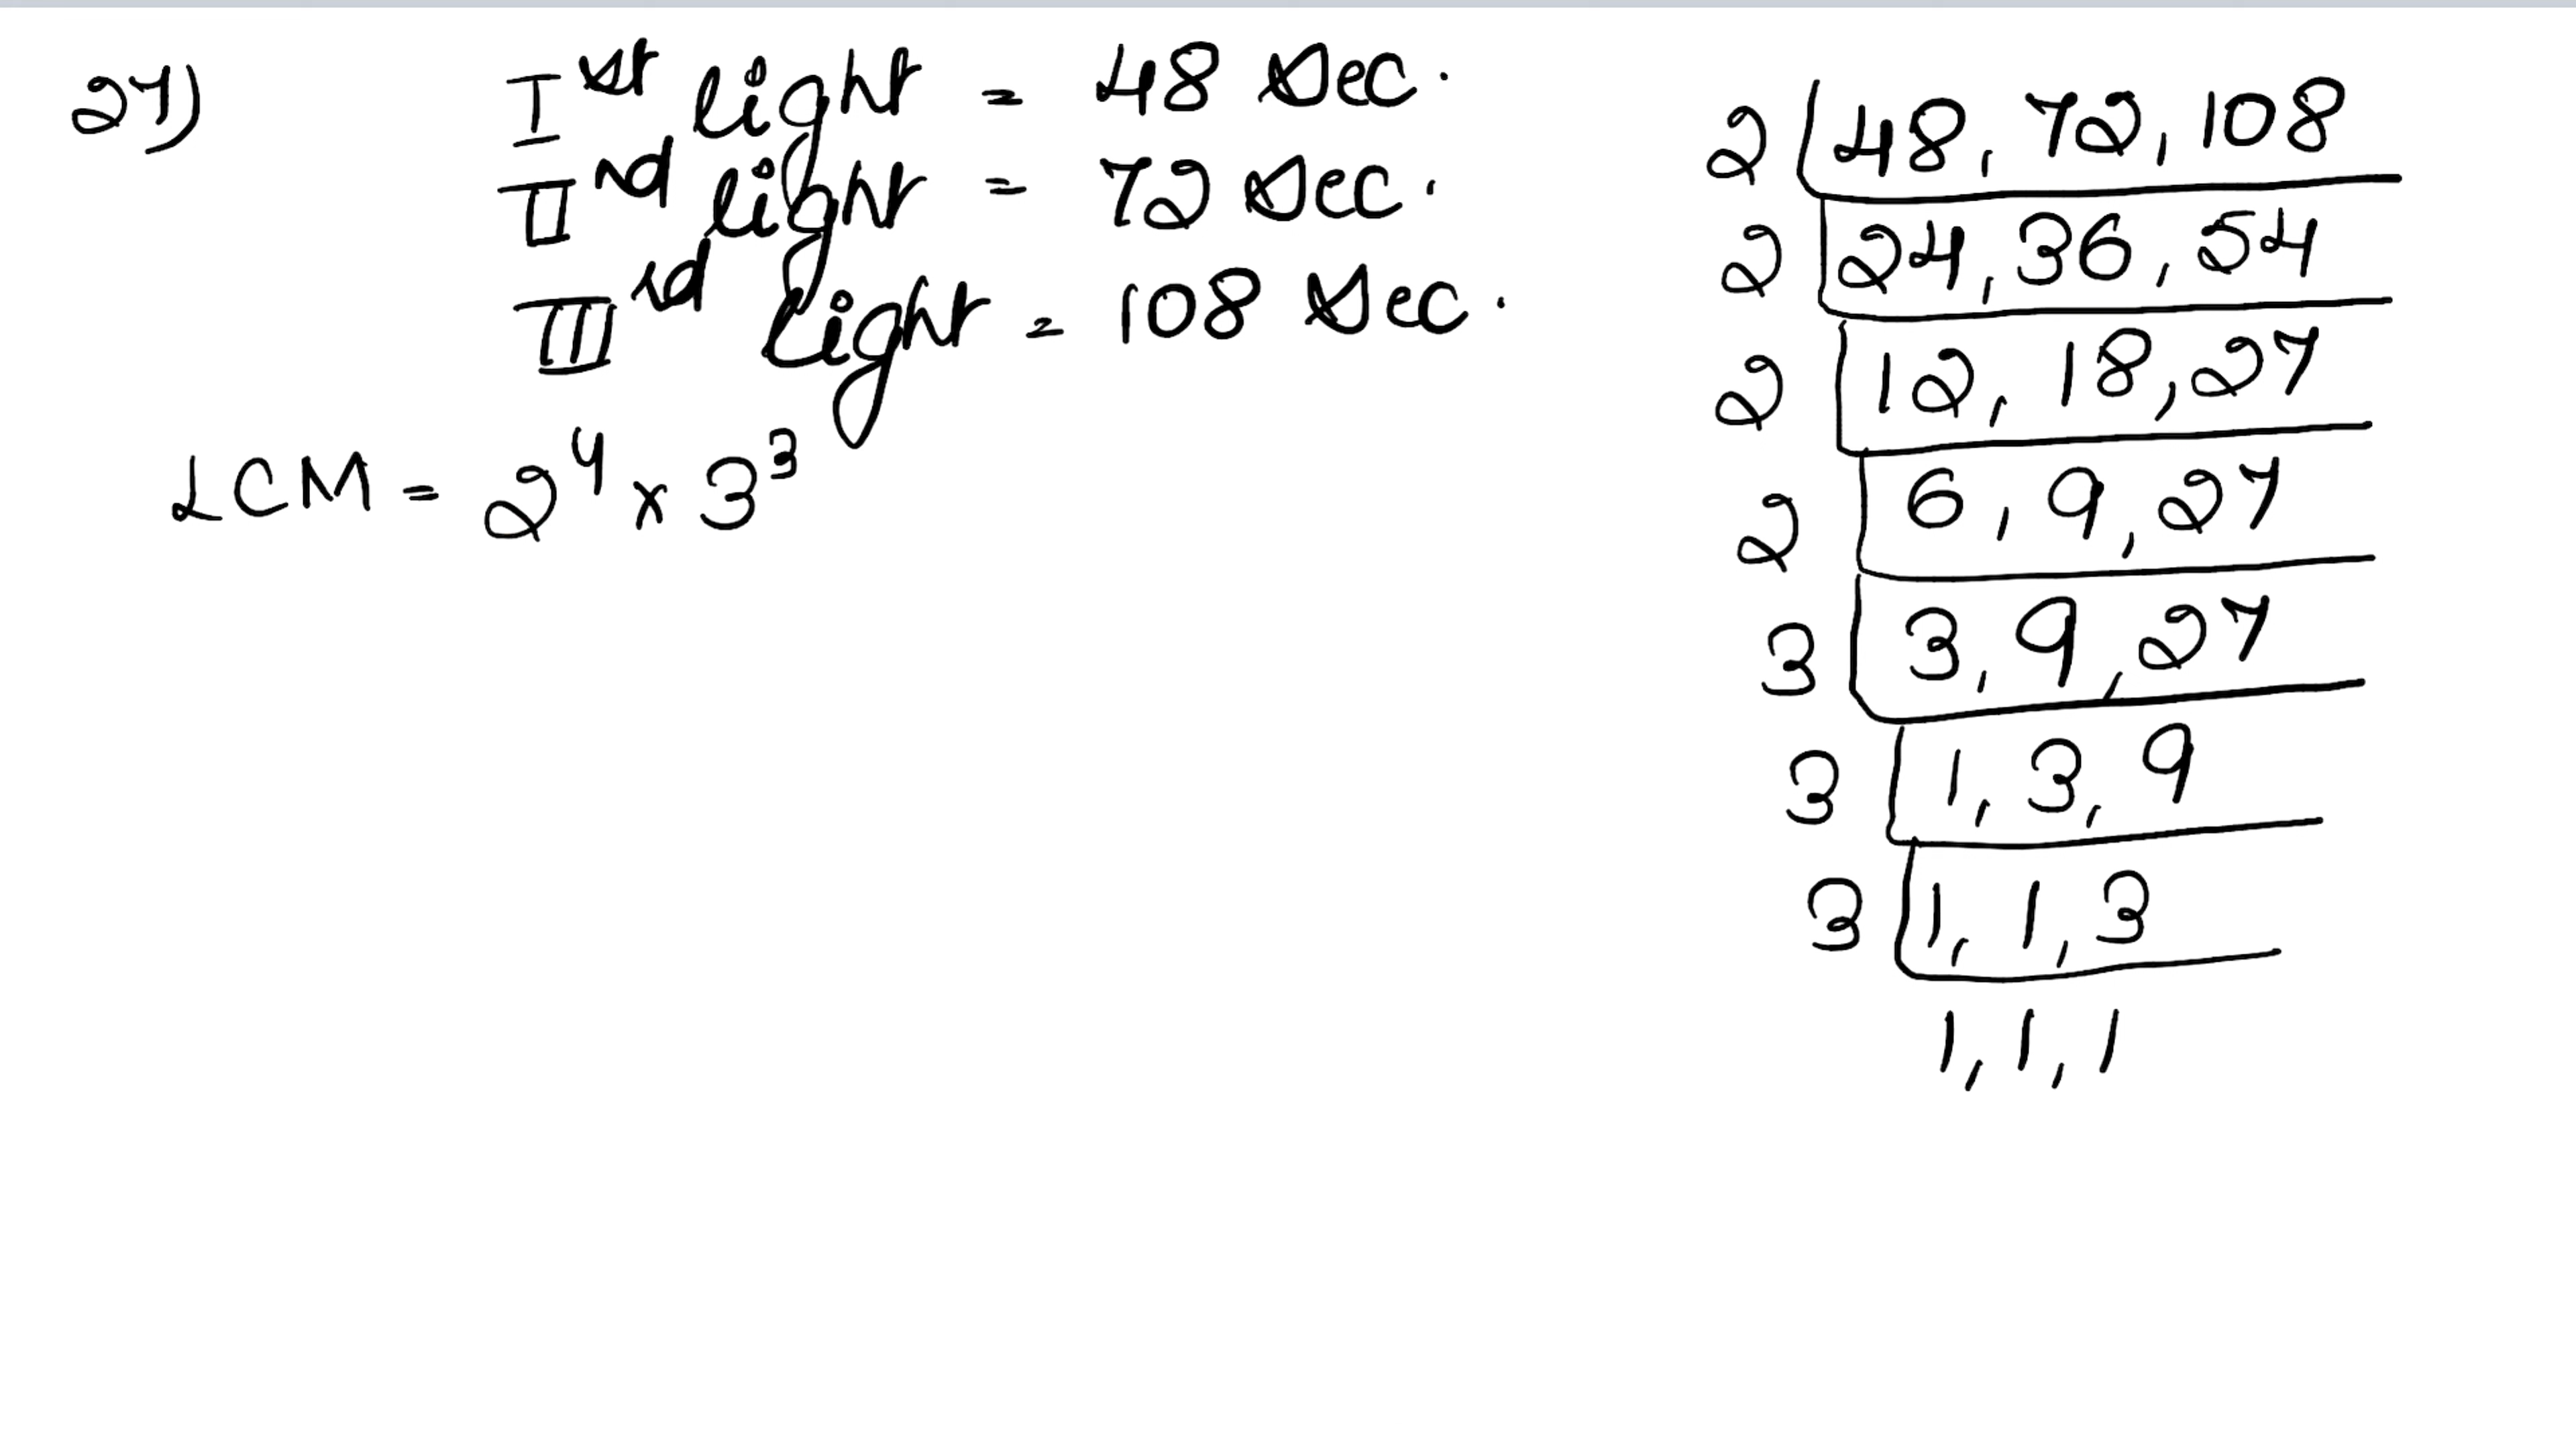 27)
Ist light = 48 Sec.
IInd light = 72 Sec.
IIIrd light = 108 Sec.
LCM = 2^4 x 3^3
2 | 48, 72, 108
2 | 24, 36, 54
2 | 12, 18, 27
2 | 6, 9, 27
3 | 3, 9, 27
3 | 1, 3, 9
3 | 1, 1, 3
1, 1, 1